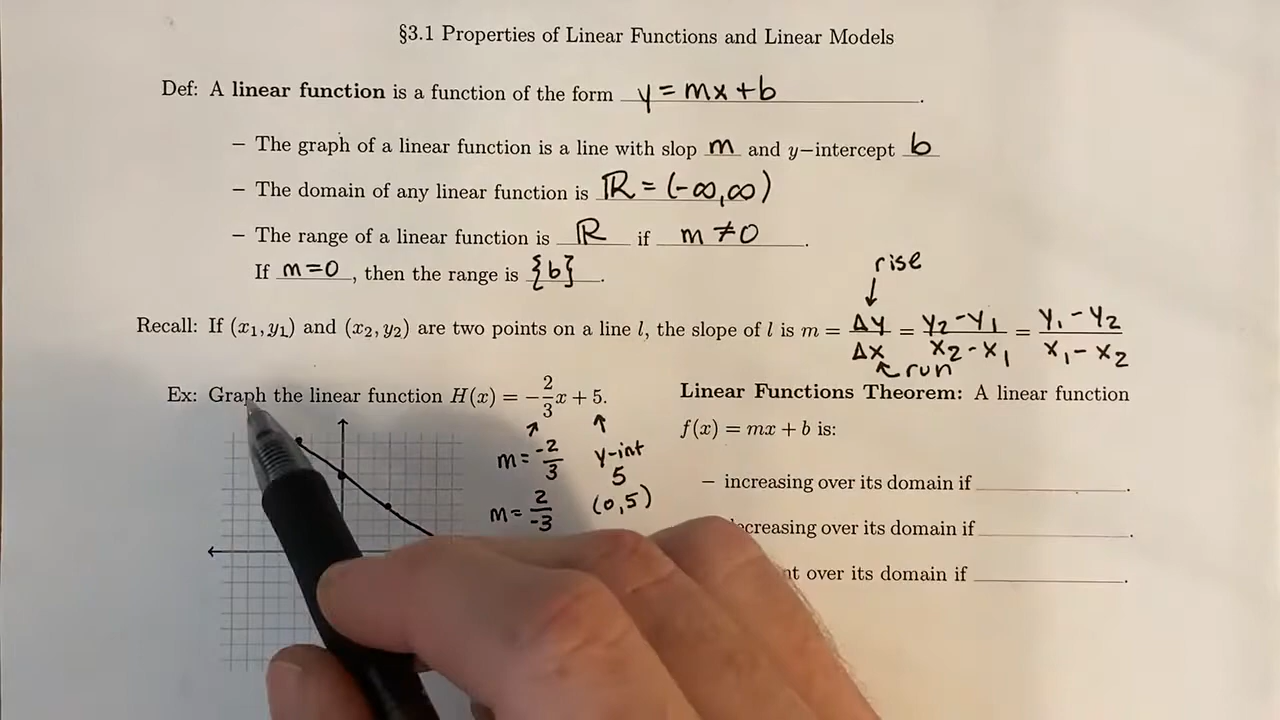 §3.1 Properties of Linear Functions and Linear Models
Def: A linear function is a function of the form y = mx + b .
– The graph of a linear function is a line with slop m and y−intercept b
– The domain of any linear function is ℝ = (-∞,∞)
– The range of a linear function is ℝ if m ≠ 0 .
If m=0 , then the range is {b} .
rise
↓
Recall: If (x₁, y₁) and (x₂, y₂) are two points on a line l, the slope of l is m = Δy/Δx = (y₂-y₁)/(x₂-x₁) = (y₁-y₂)/(x₁-x₂)
↖ run
Ex: Graph the linear function H(x) = −2/3x + 5.
m = -2/3
m = 2/-3
y-int
5
(0,5)
Linear Functions Theorem: A linear function
f(x) = mx + b is:
– increasing over its domain if ____.
creasing over its domain if ____.
over its domain if ____.